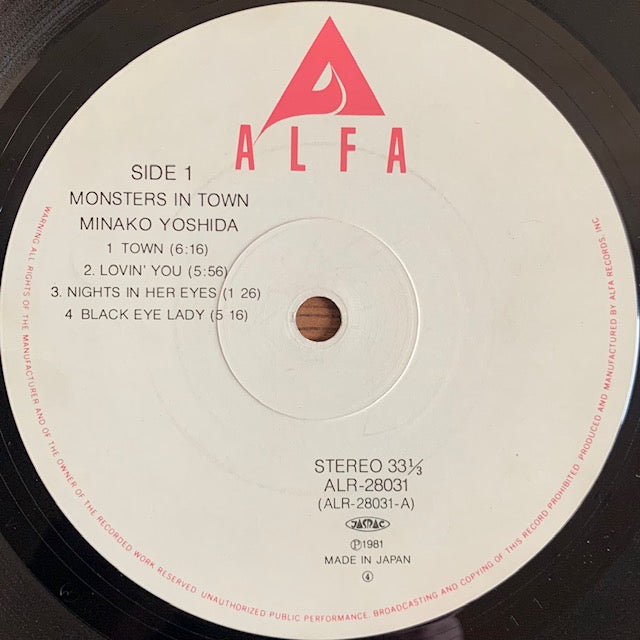 ALFA
SIDE 1
MONSTERS IN TOWN
MINAKO YOSHIDA
1 TOWN (6:16)
2. LOVIN' YOU (5:56)
3. NIGHTS IN HER EYES (1 26)
4 BLACK EYE LADY (5 16)
STEREO 33⅓
ALR-28031
(ALR-28031-A)
JASRAC
Ⓟ1981
MADE IN JAPAN
④
WARNING ALL RIGHTS OF THE MANUFACTURER AND OF THE OWNER OF THE RECORDED WORK RESERVED. UNAUTHORIZED PUBLIC PERFORMANCE, BROADCASTING AND COPYING OF THIS RECORD PROHIBITED. PRODUCED AND MANUFACTURED BY ALFA RECORDS, INC